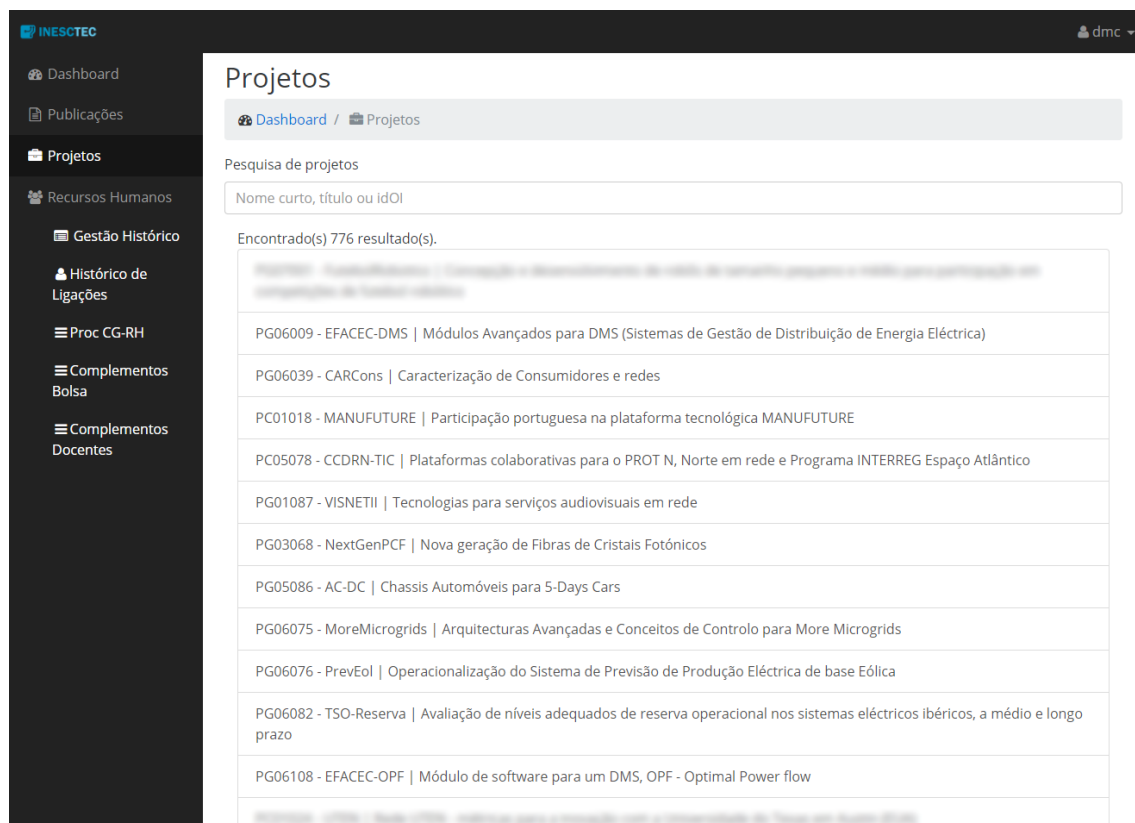 INESCTEC
dmc
Dashboard
Publicações
Projetos
Recursos Humanos
Gestão Histórico
Histórico de
Ligações
Proc CG-RH
Complementos
Bolsa
Complementos
Docentes
Projetos
Dashboard / Projetos
Pesquisa de projetos
Nome curto, título ou idOI
Encontrado(s) 776 resultado(s).
PG06009 - EFACEC-DMS | Módulos Avançados para DMS (Sistemas de Gestão de Distribuição de Energia Eléctrica)
PG06039 - CARCons | Caracterização de Consumidores e redes
PC01018 - MANUFUTURE | Participação portuguesa na plataforma tecnológica MANUFUTURE
PC05078 - CCDRN-TIC | Plataformas colaborativas para o PROT N, Norte em rede e Programa INTERREG Espaço Atlântico
PG01087 - VISNETII | Tecnologias para serviços audiovisuais em rede
PG03068 - NextGenPCF | Nova geração de Fibras de Cristais Fotónicos
PG05086 - AC-DC | Chassis Automóveis para 5-Days Cars
PG06075 - MoreMicrogrids | Arquitecturas Avançadas e Conceitos de Controlo para More Microgrids
PG06076 - PrevEol | Operacionalização do Sistema de Previsão de Produção Eléctrica de base Eólica
PG06082 - TSO-Reserva | Avaliação de níveis adequados de reserva operacional nos sistemas eléctricos ibéricos, a médio e longo
prazo
PG06108 - EFACEC-OPF | Módulo de software para um DMS, OPF - Optimal Power flow